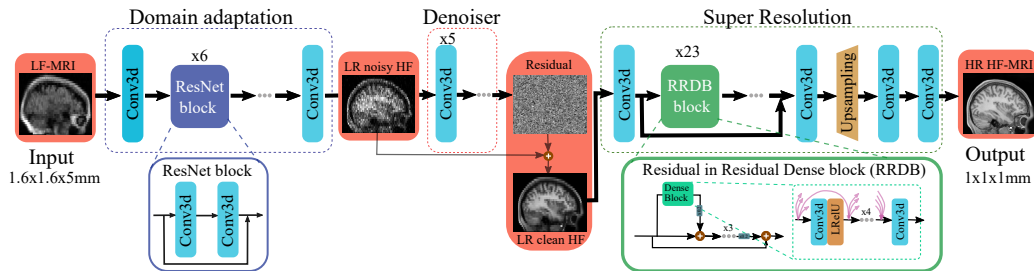 Domain adaptation
Denoiser
Super Resolution
LF-MRI
Conv3d
x6
ResNet
block
Conv3d
LR noisy HF
x5
Conv3d
Residual
Conv3d
x23
RRDB
block
Conv3d
Upsampling
Conv3d
Conv3d
HR HF-MRI
Input
1.6x1.6x5mm
Output
1x1x1mm
ResNet block
Conv3d
Conv3d
LR clean HF
Residual in Residual Dense block (RRDB)
Dense
Block
x3
Conv3d
LRelU
x4
Conv3d